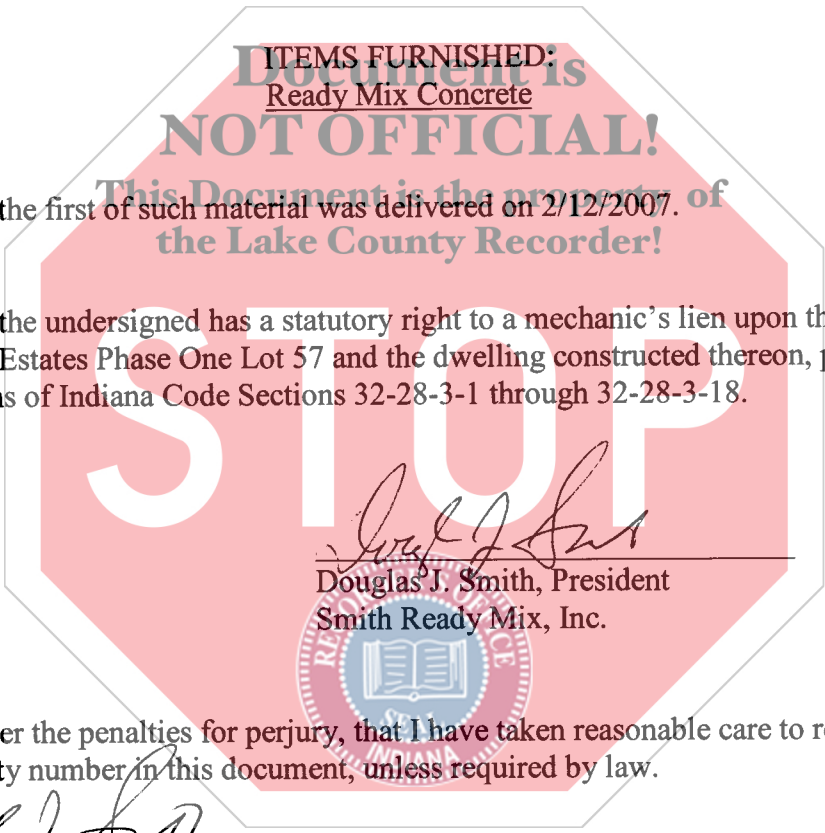 ITEMS FURNISHED:
Document is
Ready Mix Concrete
NOT OFFICIAL!
This Document is the property of
the first of such material was delivered on 2/12/2007.
the Lake County Recorder!
the undersigned has a statutory right to a mechanic's lien upon th
Estates Phase One Lot 57 and the dwelling constructed thereon, p
s of Indiana Code Sections 32-28-3-1 through 32-28-3-18.
STOP
Douglas J. Smith, President
Smith Ready Mix, Inc.
RECORDER'S OFFICE
SEAL
INDIANA
er the penalties for perjury, that I have taken reasonable care to r
ty number in this document, unless required by law.